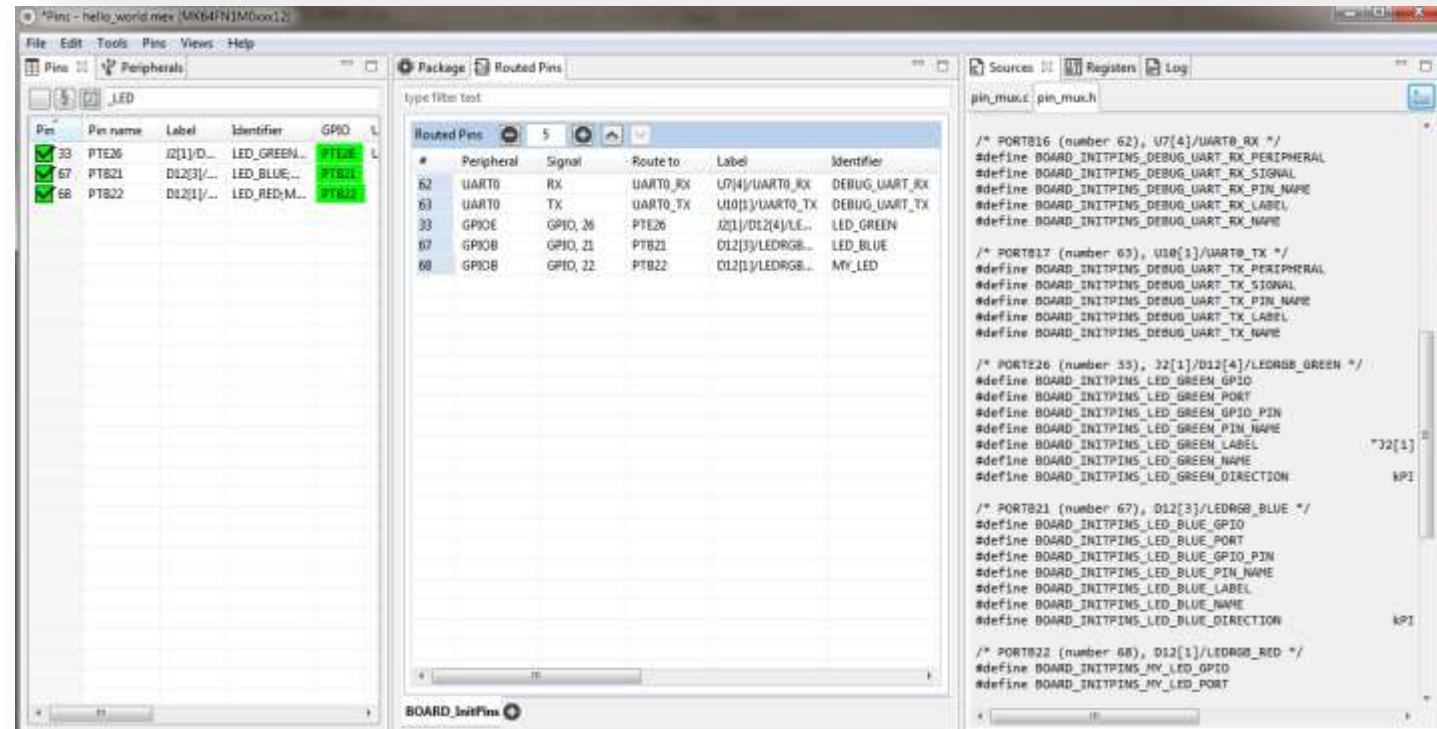 *Pins - hello_world.mex (MK64FN1M0xxx12)
File Edit Tools Pins Views Help
Pins Peripherals
_LED
Pin Pin name Label Identifier GPIO
33 PTE26 J2[1]/D... LED_GREEN... PTE26
67 PTB21 D12[3]/... LED_BLUE;... PTB21
68 PTB22 D12[1]/... LED_RED;M... PTB22
Package Routed Pins
type filter text
Routed Pins 5
# Peripheral Signal Route to Label Identifier
62 UART0 RX UART0_RX U7[4]/UART0_RX DEBUG_UART_RX
63 UART0 TX UART0_TX U10[1]/UART0_TX DEBUG_UART_TX
33 GPIOE GPIO, 26 PTE26 J2[1]/D12[4]/LE... LED_GREEN
67 GPIOB GPIO, 21 PTB21 D12[3]/LEDRGB... LED_BLUE
68 GPIOB GPIO, 22 PTB22 D12[1]/LEDRGB... MY_LED
BOARD_InitPins
Sources Registers Log
pin_mux.c pin_mux.h
/* PORTB16 (number 62), U7[4]/UART0_RX */
#define BOARD_INITPINS_DEBUG_UART_RX_PERIPHERAL
#define BOARD_INITPINS_DEBUG_UART_RX_SIGNAL
#define BOARD_INITPINS_DEBUG_UART_RX_PIN_NAME
#define BOARD_INITPINS_DEBUG_UART_RX_LABEL
#define BOARD_INITPINS_DEBUG_UART_RX_NAME
/* PORTB17 (number 63), U10[1]/UART0_TX */
#define BOARD_INITPINS_DEBUG_UART_TX_PERIPHERAL
#define BOARD_INITPINS_DEBUG_UART_TX_SIGNAL
#define BOARD_INITPINS_DEBUG_UART_TX_PIN_NAME
#define BOARD_INITPINS_DEBUG_UART_TX_LABEL
#define BOARD_INITPINS_DEBUG_UART_TX_NAME
/* PORTE26 (number 33), J2[1]/D12[4]/LEDRGB_GREEN */
#define BOARD_INITPINS_LED_GREEN_GPIO
#define BOARD_INITPINS_LED_GREEN_PORT
#define BOARD_INITPINS_LED_GREEN_GPIO_PIN
#define BOARD_INITPINS_LED_GREEN_PIN_NAME
#define BOARD_INITPINS_LED_GREEN_LABEL "J2[1]
#define BOARD_INITPINS_LED_GREEN_NAME
#define BOARD_INITPINS_LED_GREEN_DIRECTION kPI
/* PORTB21 (number 67), D12[3]/LEDRGB_BLUE */
#define BOARD_INITPINS_LED_BLUE_GPIO
#define BOARD_INITPINS_LED_BLUE_PORT
#define BOARD_INITPINS_LED_BLUE_GPIO_PIN
#define BOARD_INITPINS_LED_BLUE_PIN_NAME
#define BOARD_INITPINS_LED_BLUE_LABEL
#define BOARD_INITPINS_LED_BLUE_NAME
#define BOARD_INITPINS_LED_BLUE_DIRECTION kPI
/* PORTB22 (number 68), D12[1]/LEDRGB_RED */
#define BOARD_INITPINS_MY_LED_GPIO
#define BOARD_INITPINS_MY_LED_PORT